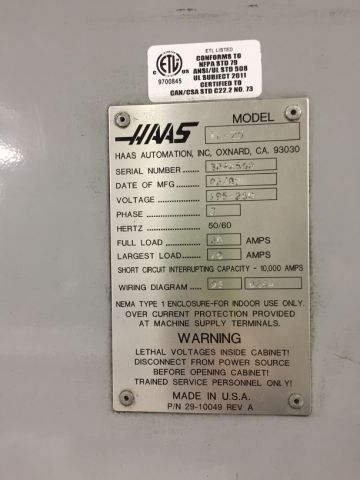 ETL LISTED
CONFORMS TO
NFPA STD 79
ANSI/UL STD 508
UL SUBJECT 2011
CERTIFIED TO
CAN/CSA STD C22.2 NO. 73
C ETL US
9700845
HAAS
MODEL
HAAS AUTOMATION, INC, OXNARD, CA. 93030
SERIAL NUMBER
DATE OF MFG
VOLTAGE 195-252
PHASE
HERTZ 50/60
FULL LOAD AMPS
LARGEST LOAD AMPS
SHORT CIRCUIT INTERRUPTING CAPACITY - 10,000 AMPS
WIRING DIAGRAM
NEMA TYPE 1 ENCLOSURE-FOR INDOOR USE ONLY.
OVER CURRENT PROTECTION PROVIDED
AT MACHINE SUPPLY TERMINALS.
WARNING
LETHAL VOLTAGES INSIDE CABINET!
DISCONNECT FROM POWER SOURCE
BEFORE OPENING CABINET!
TRAINED SERVICE PERSONNEL ONLY!
MADE IN U.S.A.
P/N 29-10049 REV A